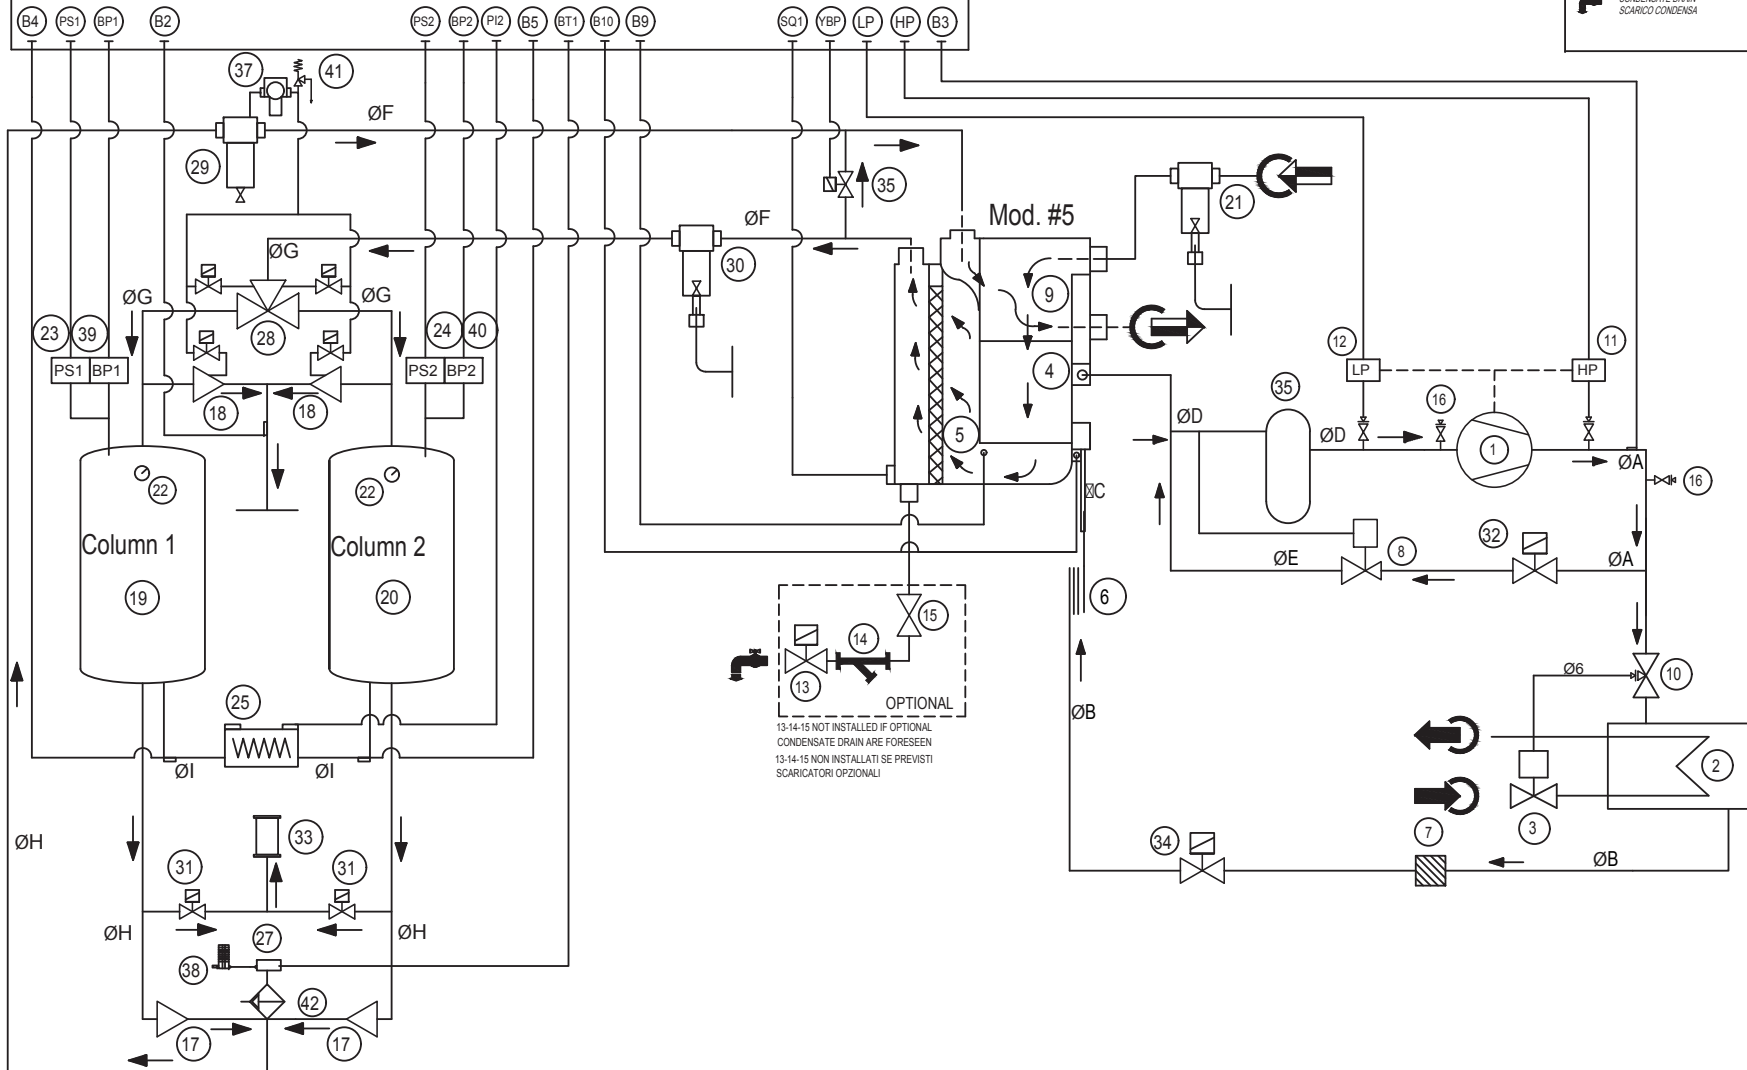 B4 PS1 BP1 B2 PS2 BP2 PI2 B5 BT1 B10 B9 SQ1 YBP LP HP B3
SCARICO CONDENSA
37 41
ØF
29
35
21
Mod. #5
ØF
30
ØG
ØG ØG
9
23 39 28 24 40
12 11
PS1 BP1 PS2 BP2
4
LP HP
18 18
35
16
ØD
ØD
5
1
ØA
22 22
16
C
Column 1 Column 2
32
8
ØE ØA
19 20
6
15
14
13
OPTIONAL
13-14-15 NOT INSTALLED IF OPTIONAL
CONDENSATE DRAIN ARE FORESEEN
13-14-15 NON INSTALLATI SE PREVISTI
SCARICATORI OPZIONALI
Ø6
10
25
ØB
2
ØI ØI
ØH
33
34
7
3
ØB
31 31
ØH ØH
27
38
42
17 17